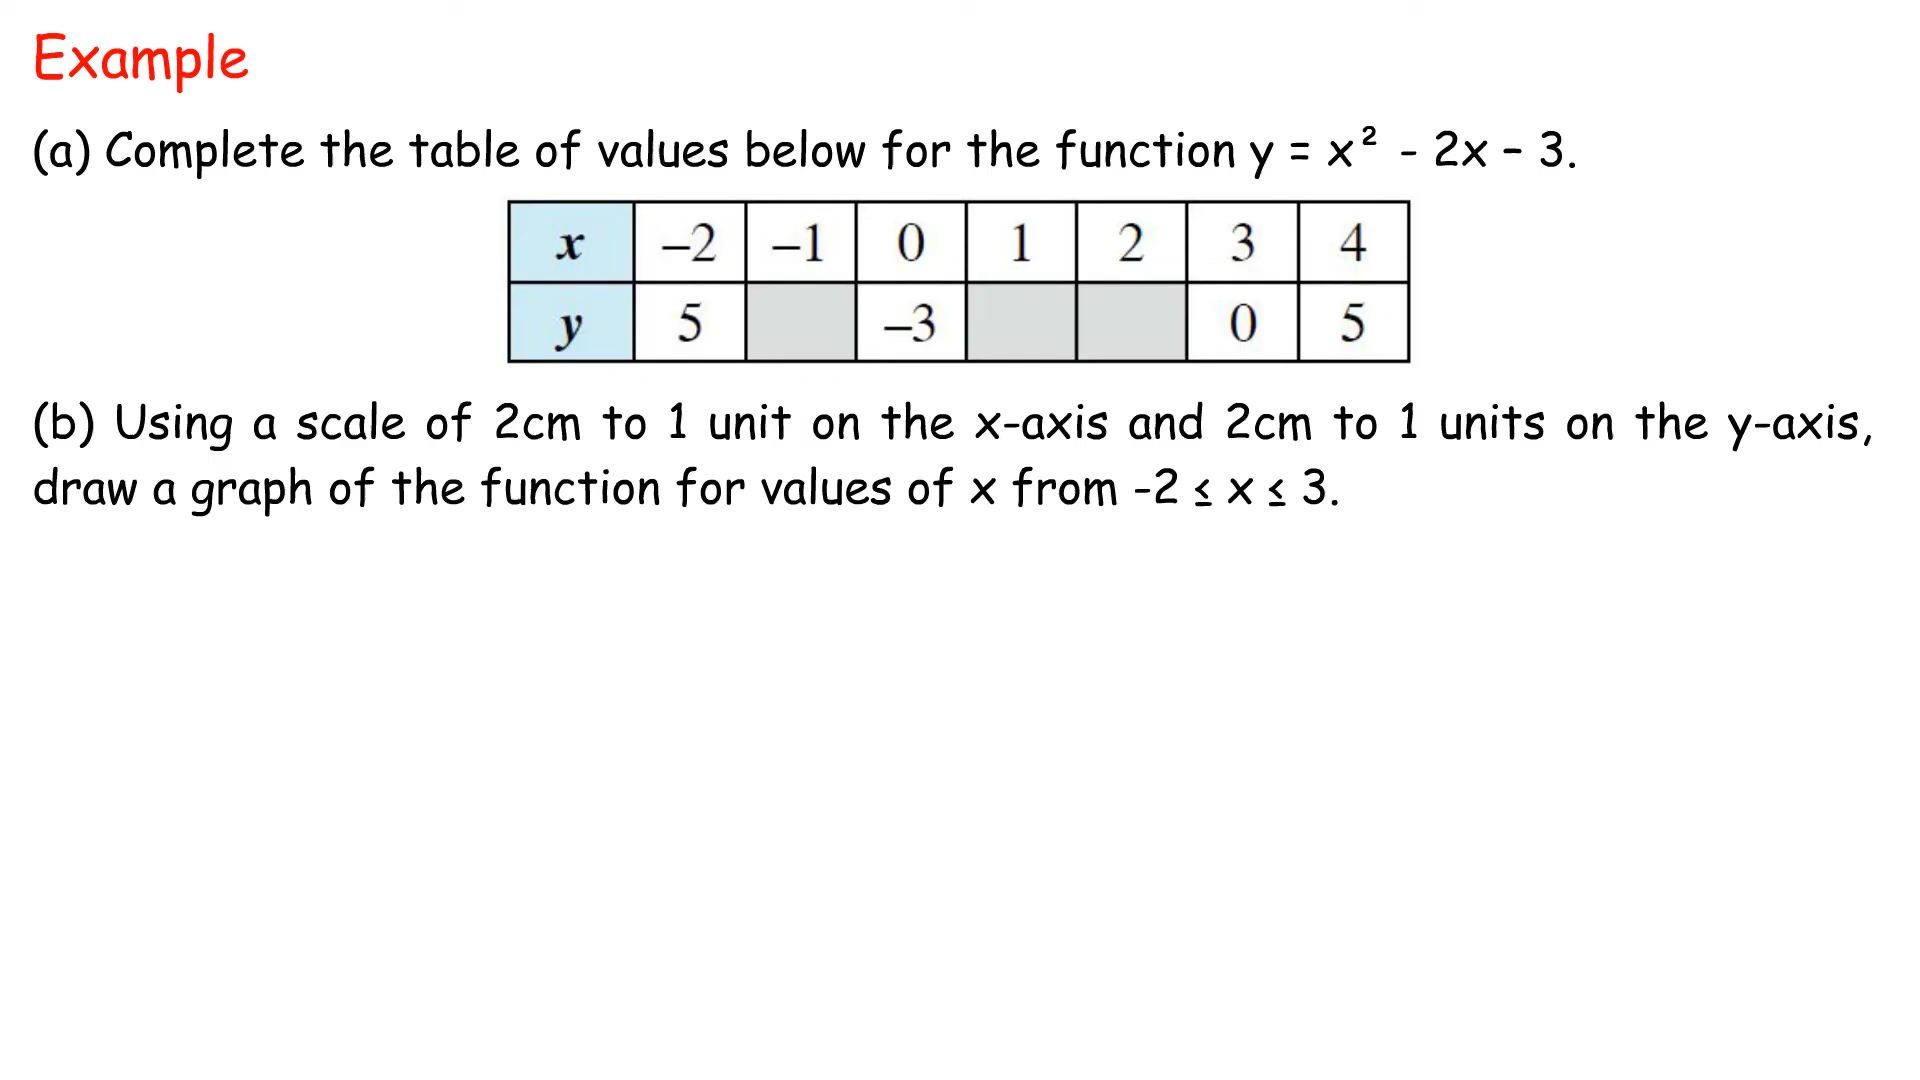 Example
(a) Complete the table of values below for the function y = x² - 2x – 3.
x –2 –1 0 1 2 3 4
y 5 –3 0 5
(b) Using a scale of 2cm to 1 unit on the x-axis and 2cm to 1 units on the y-axis,
draw a graph of the function for values of x from -2 ≤ x ≤ 3.